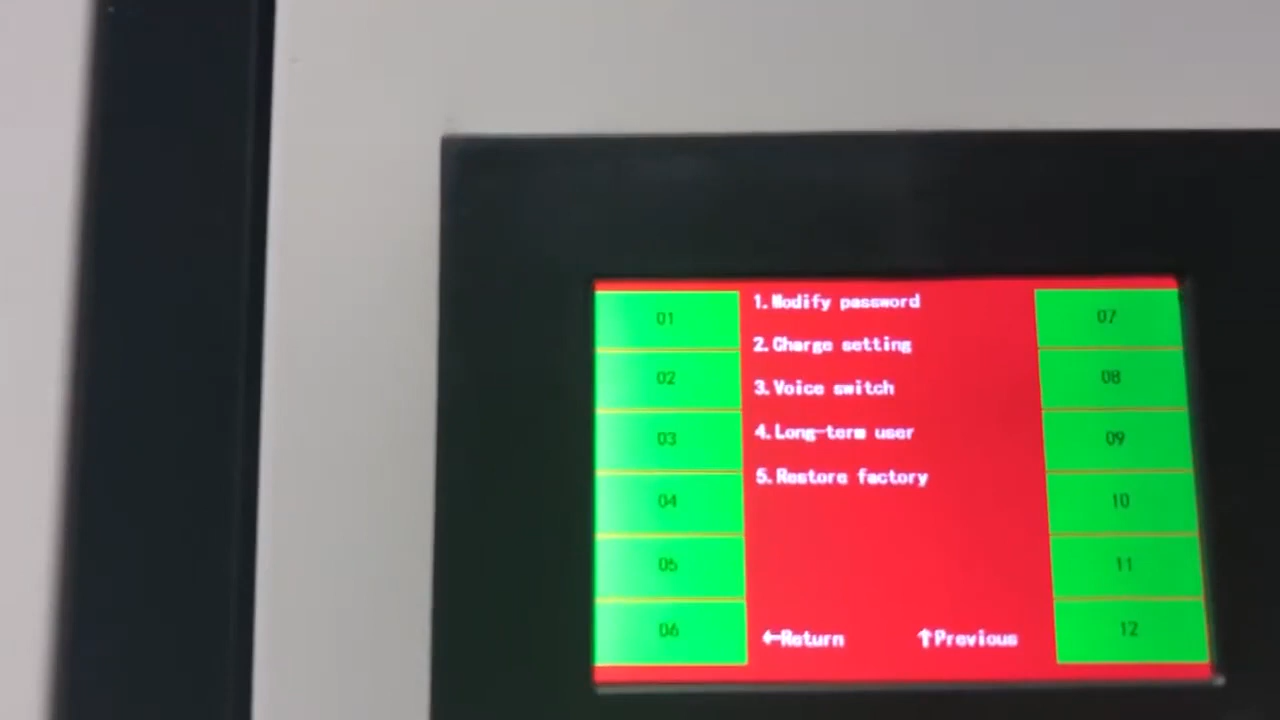 01
02
03
04
05
06
1.Modify password
2.Charge setting
3.Voice switch
4.Long-term user
5.Restore factory
←Return ↑Previous
07
08
09
10
11
12